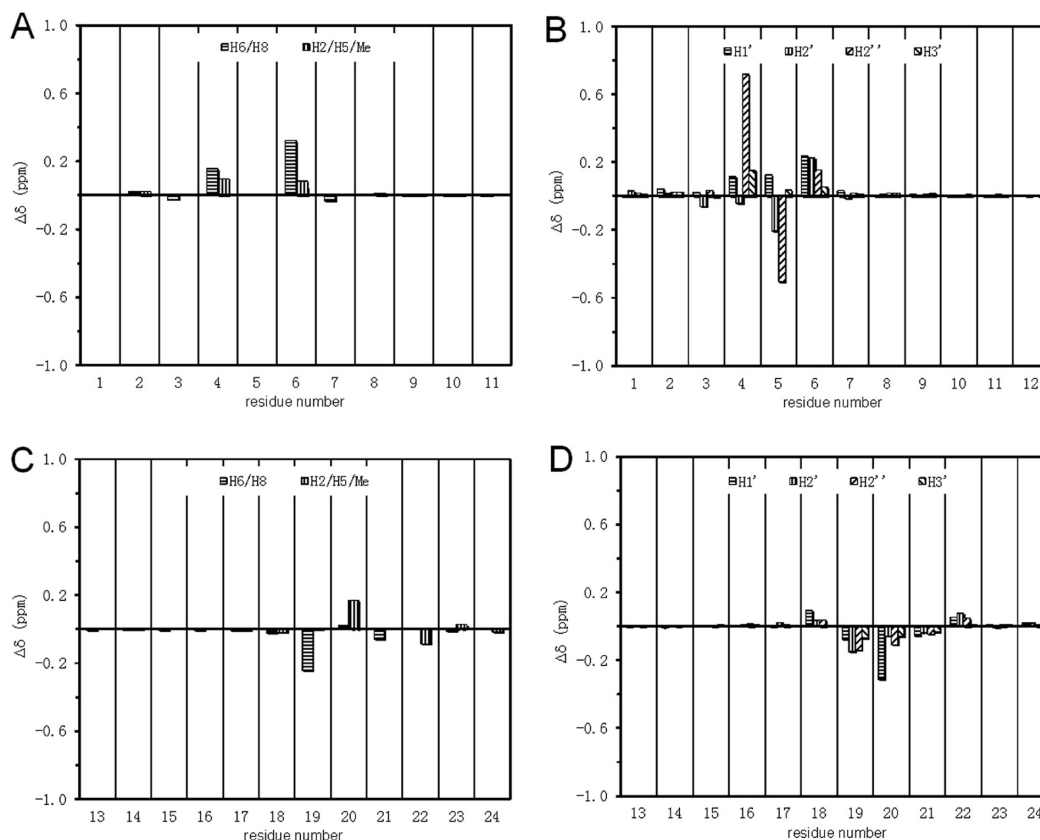 A
1.0
0.6
0.2
-0.2
-0.6
-1.0
Δδ (ppm)
H6/H8 H2/H5/Me
1 2 3 4 5 6 7 8 9 10 11
residue number
B
1.0
0.6
0.2
-0.2
-0.6
-1.0
Δδ (ppm)
H1' H2' H2'' H3'
1 2 3 4 5 6 7 8 9 10 11 12
residue number
C
1.0
0.6
0.2
-0.2
-0.6
-1.0
Δδ (ppm)
H6/H8 H2/H5/Me
13 14 15 16 17 18 19 20 21 22 23 24
residue number
D
1.0
0.6
0.2
-0.2
-0.6
-1.0
Δδ (ppm)
H1' H2' H2'' H3'
13 14 15 16 17 18 19 20 21 22 23 24
residue number